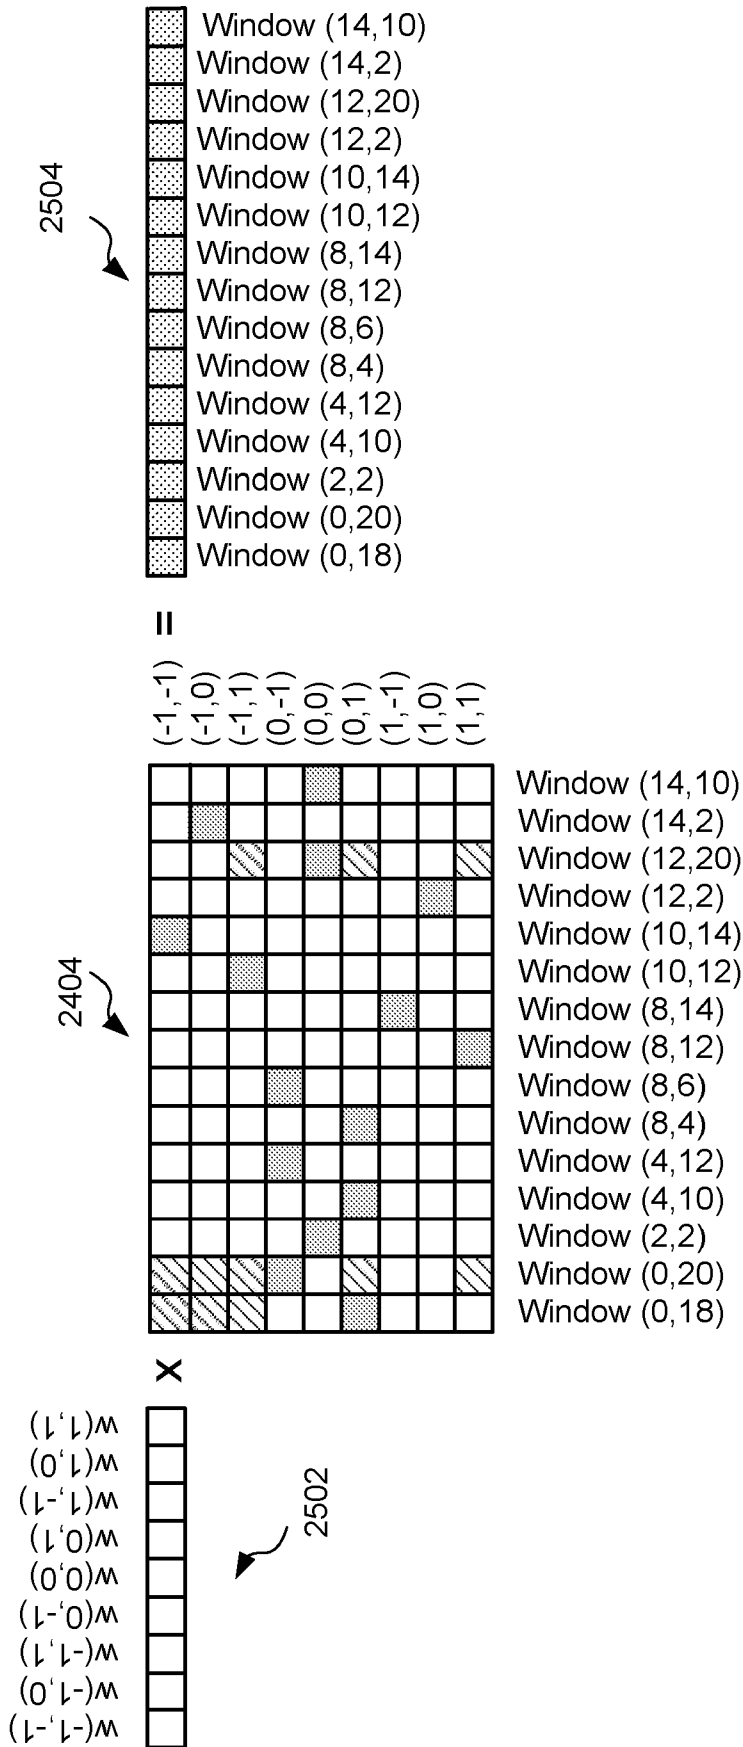 Window (14,10)
Window (14,2)
Window (12,20)
Window (12,2)
Window (10,14)
Window (10,12)
Window (8,14)
Window (8,12)
Window (8,6)
Window (8,4)
Window (4,12)
Window (4,10)
Window (2,2)
Window (0,20)
Window (0,18)
2504
=
(-1,-1)
(-1,0)
(-1,1)
(0,-1)
(0,0)
(0,1)
(1,-1)
(1,0)
(1,1)
Window (14,10)
Window (14,2)
Window (12,20)
Window (12,2)
Window (10,14)
Window (10,12)
Window (8,14)
Window (8,12)
Window (8,6)
Window (8,4)
Window (4,12)
Window (4,10)
Window (2,2)
Window (0,20)
Window (0,18)
2404
X
w(1,1)
w(1,0)
w(1,-1)
w(0,1)
w(0,0)
w(0,-1)
w(-1,1)
w(-1,0)
w(-1,-1)
2502